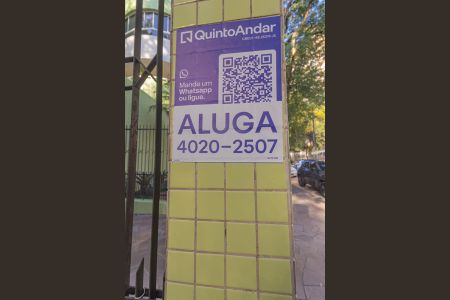 QuintoAndar
Manda um
Whatsapp
ou ligue.
ALUGA
4020-2507